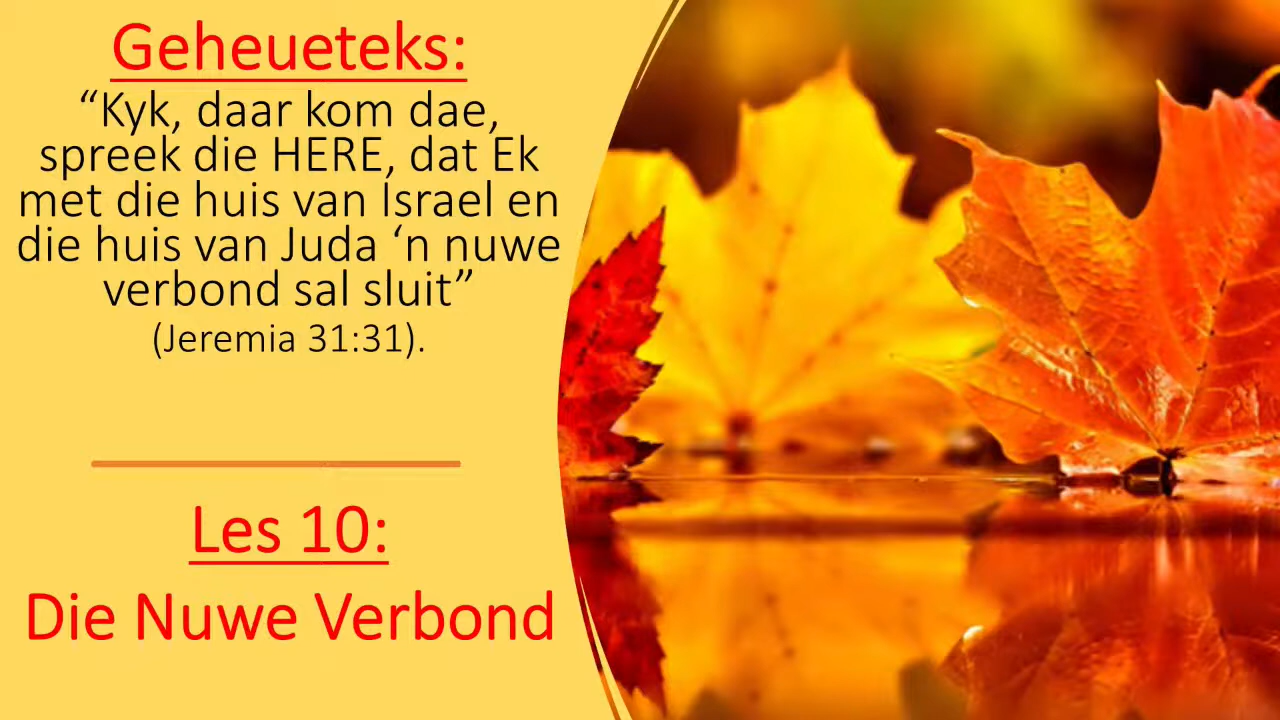 Geheueteks:
“Kyk, daar kom dae,
spreek die HERE, dat Ek
met die huis van Israel en
die huis van Juda ‘n nuwe
verbond sal sluit”
(Jeremia 31:31).
Les 10:
Die Nuwe Verbond